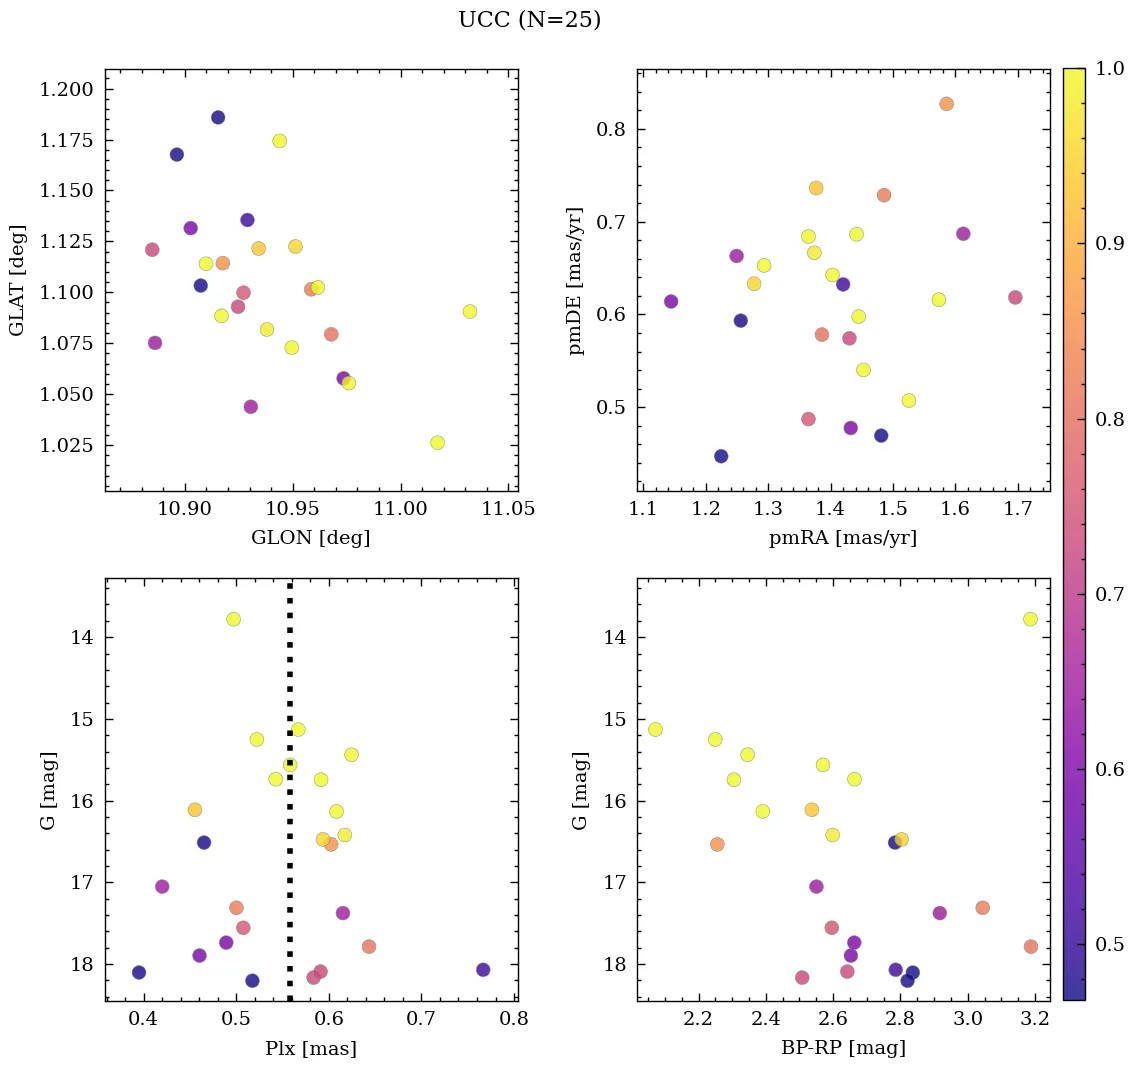 UCC (N=25)
1.200
1.175
1.150
1.125
1.100
1.075
1.050
1.025
GLAT [deg]
10.90 10.95 11.00 11.05
GLON [deg]
0.8
0.7
0.6
0.5
pmDE [mas/yr]
1.1 1.2 1.3 1.4 1.5 1.6 1.7
pmRA [mas/yr]
14
15
16
17
18
G [mag]
0.4 0.5 0.6 0.7 0.8
Plx [mas]
14
15
16
17
18
G [mag]
2.2 2.4 2.6 2.8 3.0 3.2
BP-RP [mag]
1.0
0.9
0.8
0.7
0.6
0.5